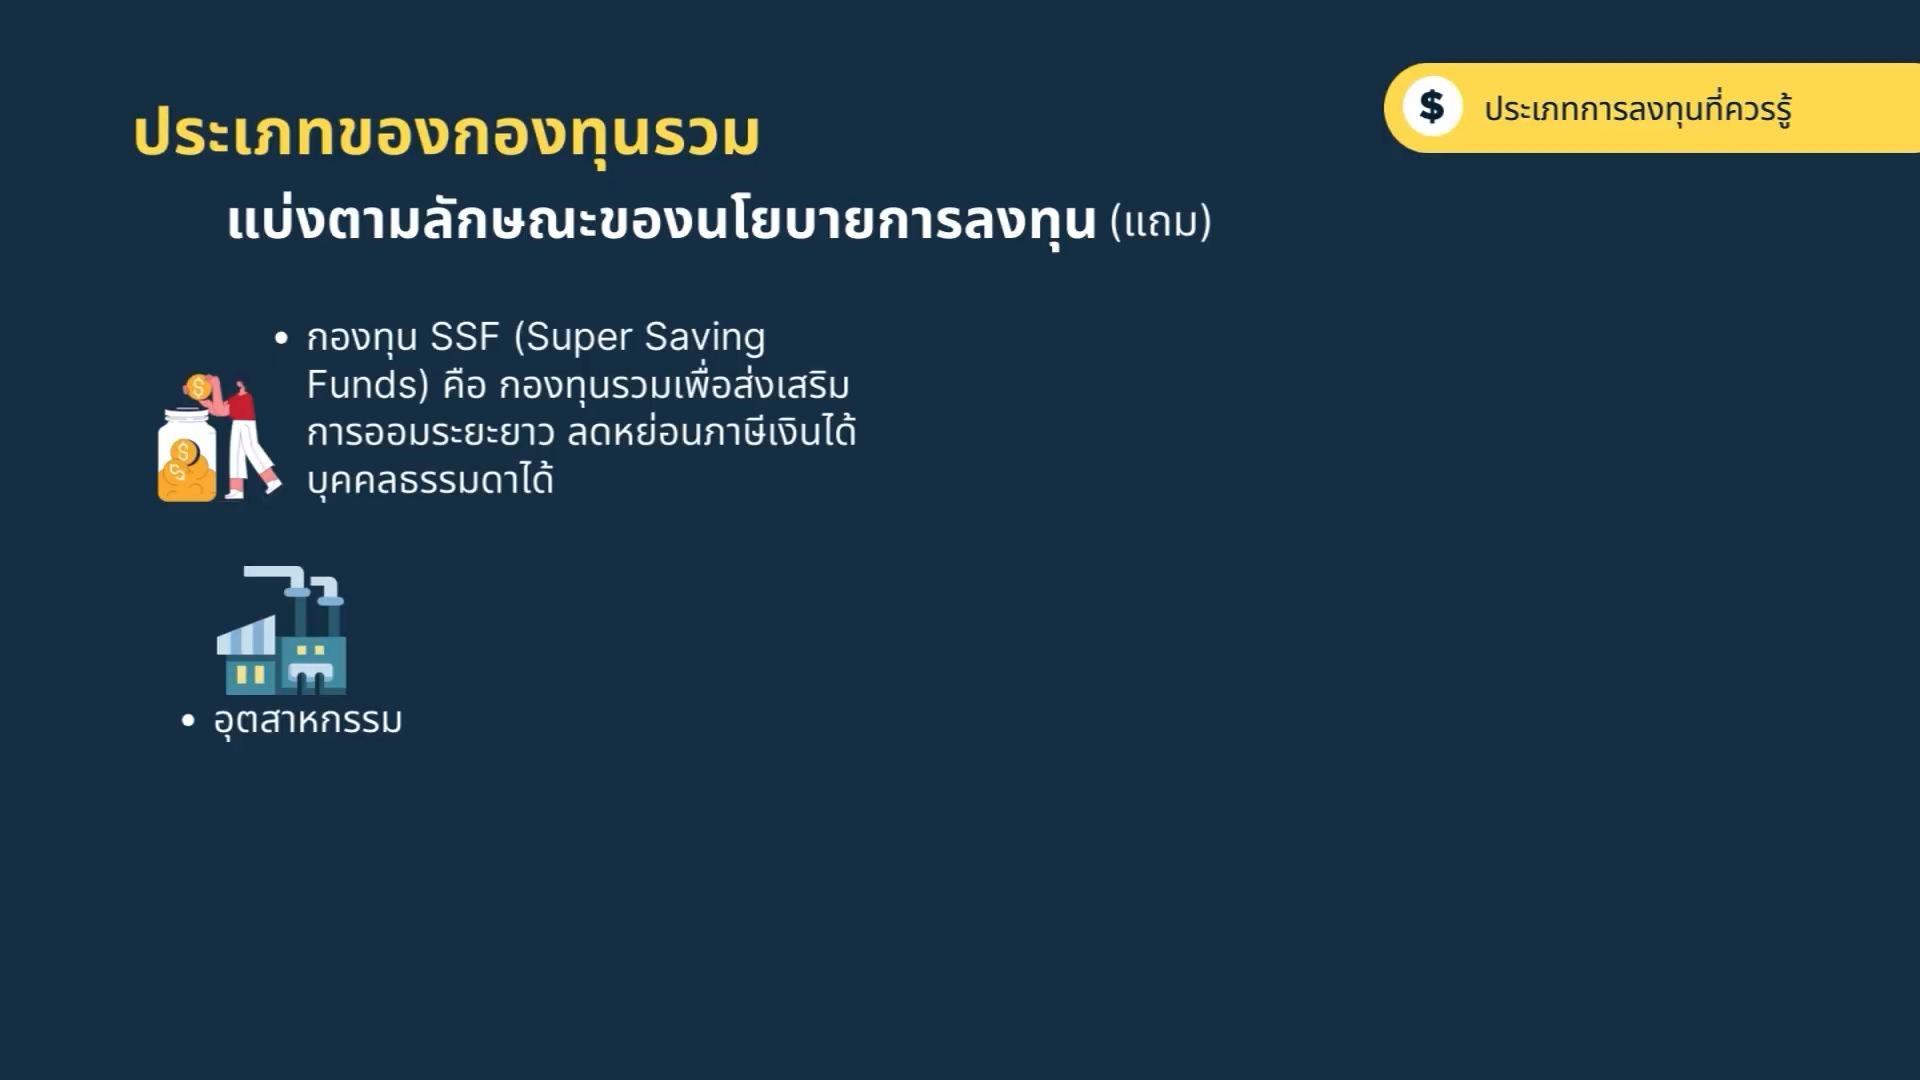 $ ประเภทการลงทุนที่ควรรู้
ประเภทของกองทุนรวม
แบ่งตามลักษณะของนโยบายการลงทุน (แถม)
• กองทุน SSF (Super Saving
Funds) คือ กองทุนรวมเพื่อส่งเสริม
การออมระยะยาว ลดหย่อนภาษีเงินได้
บุคคลธรรมดาได้
• อุตสาหกรรม